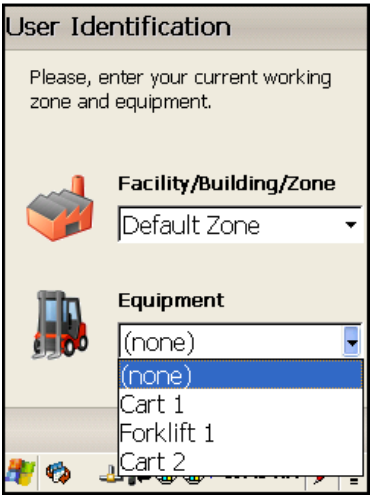 User Identification
Please, enter your current working
zone and equipment.
Facility/Building/Zone
Default Zone
Equipment
(none)
(none)
Cart 1
Forklift 1
Cart 2